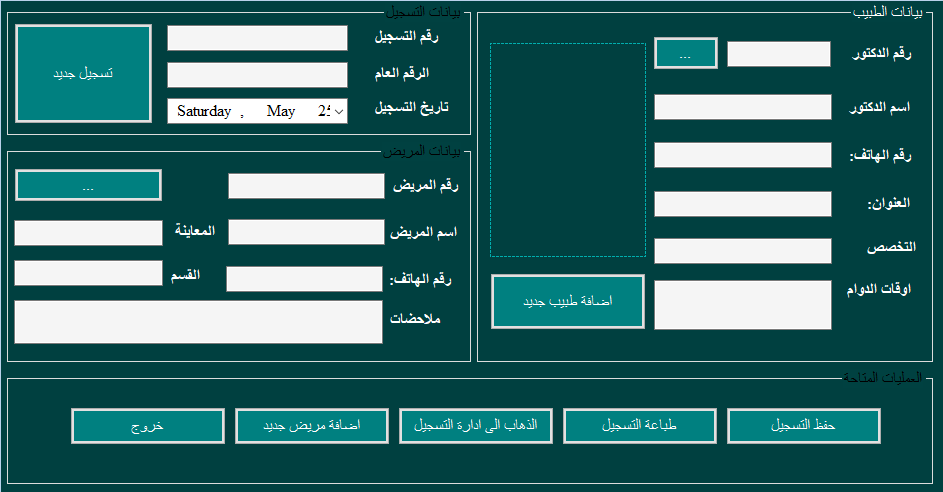 بيانات الطبيب
رقم الدكتور
...
اسم الدكتور
رقم الهاتف:
العنوان:
التخصص
اوقات الدوام
اضافة طبيب جديد
بيانات التسجيل
رقم التسجيل
الرقم العام
تاريخ التسجيل
Saturday , May 25
تسجيل جديد
بيانات المريض
رقم المريض
...
اسم المريض
المعاينة
رقم الهاتف:
القسم
ملاحضات
العمليات المتاحة
حفظ التسجيل
طباعة التسجيل
الذهاب الى ادارة التسجيل
اضافة مريض جديد
خروج